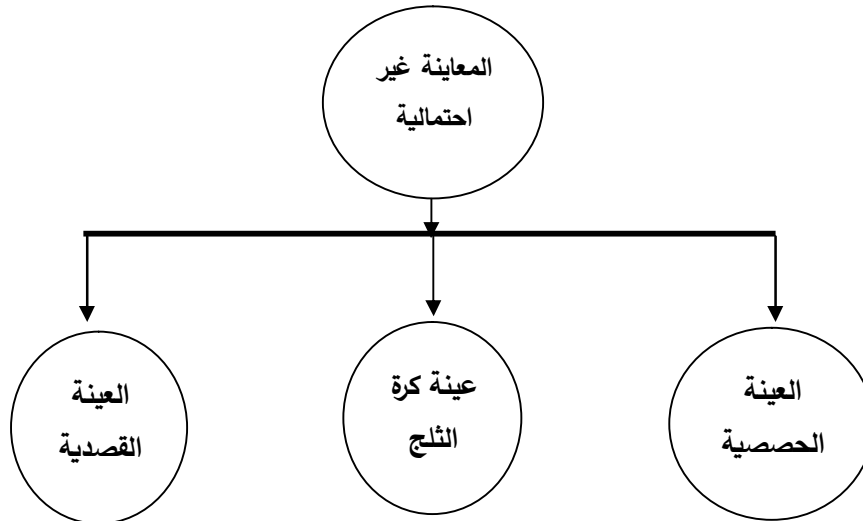 المعاينة غير
احتمالية
العينة
الحصصية
عينة كرة
الثلج
العينة
القصدية